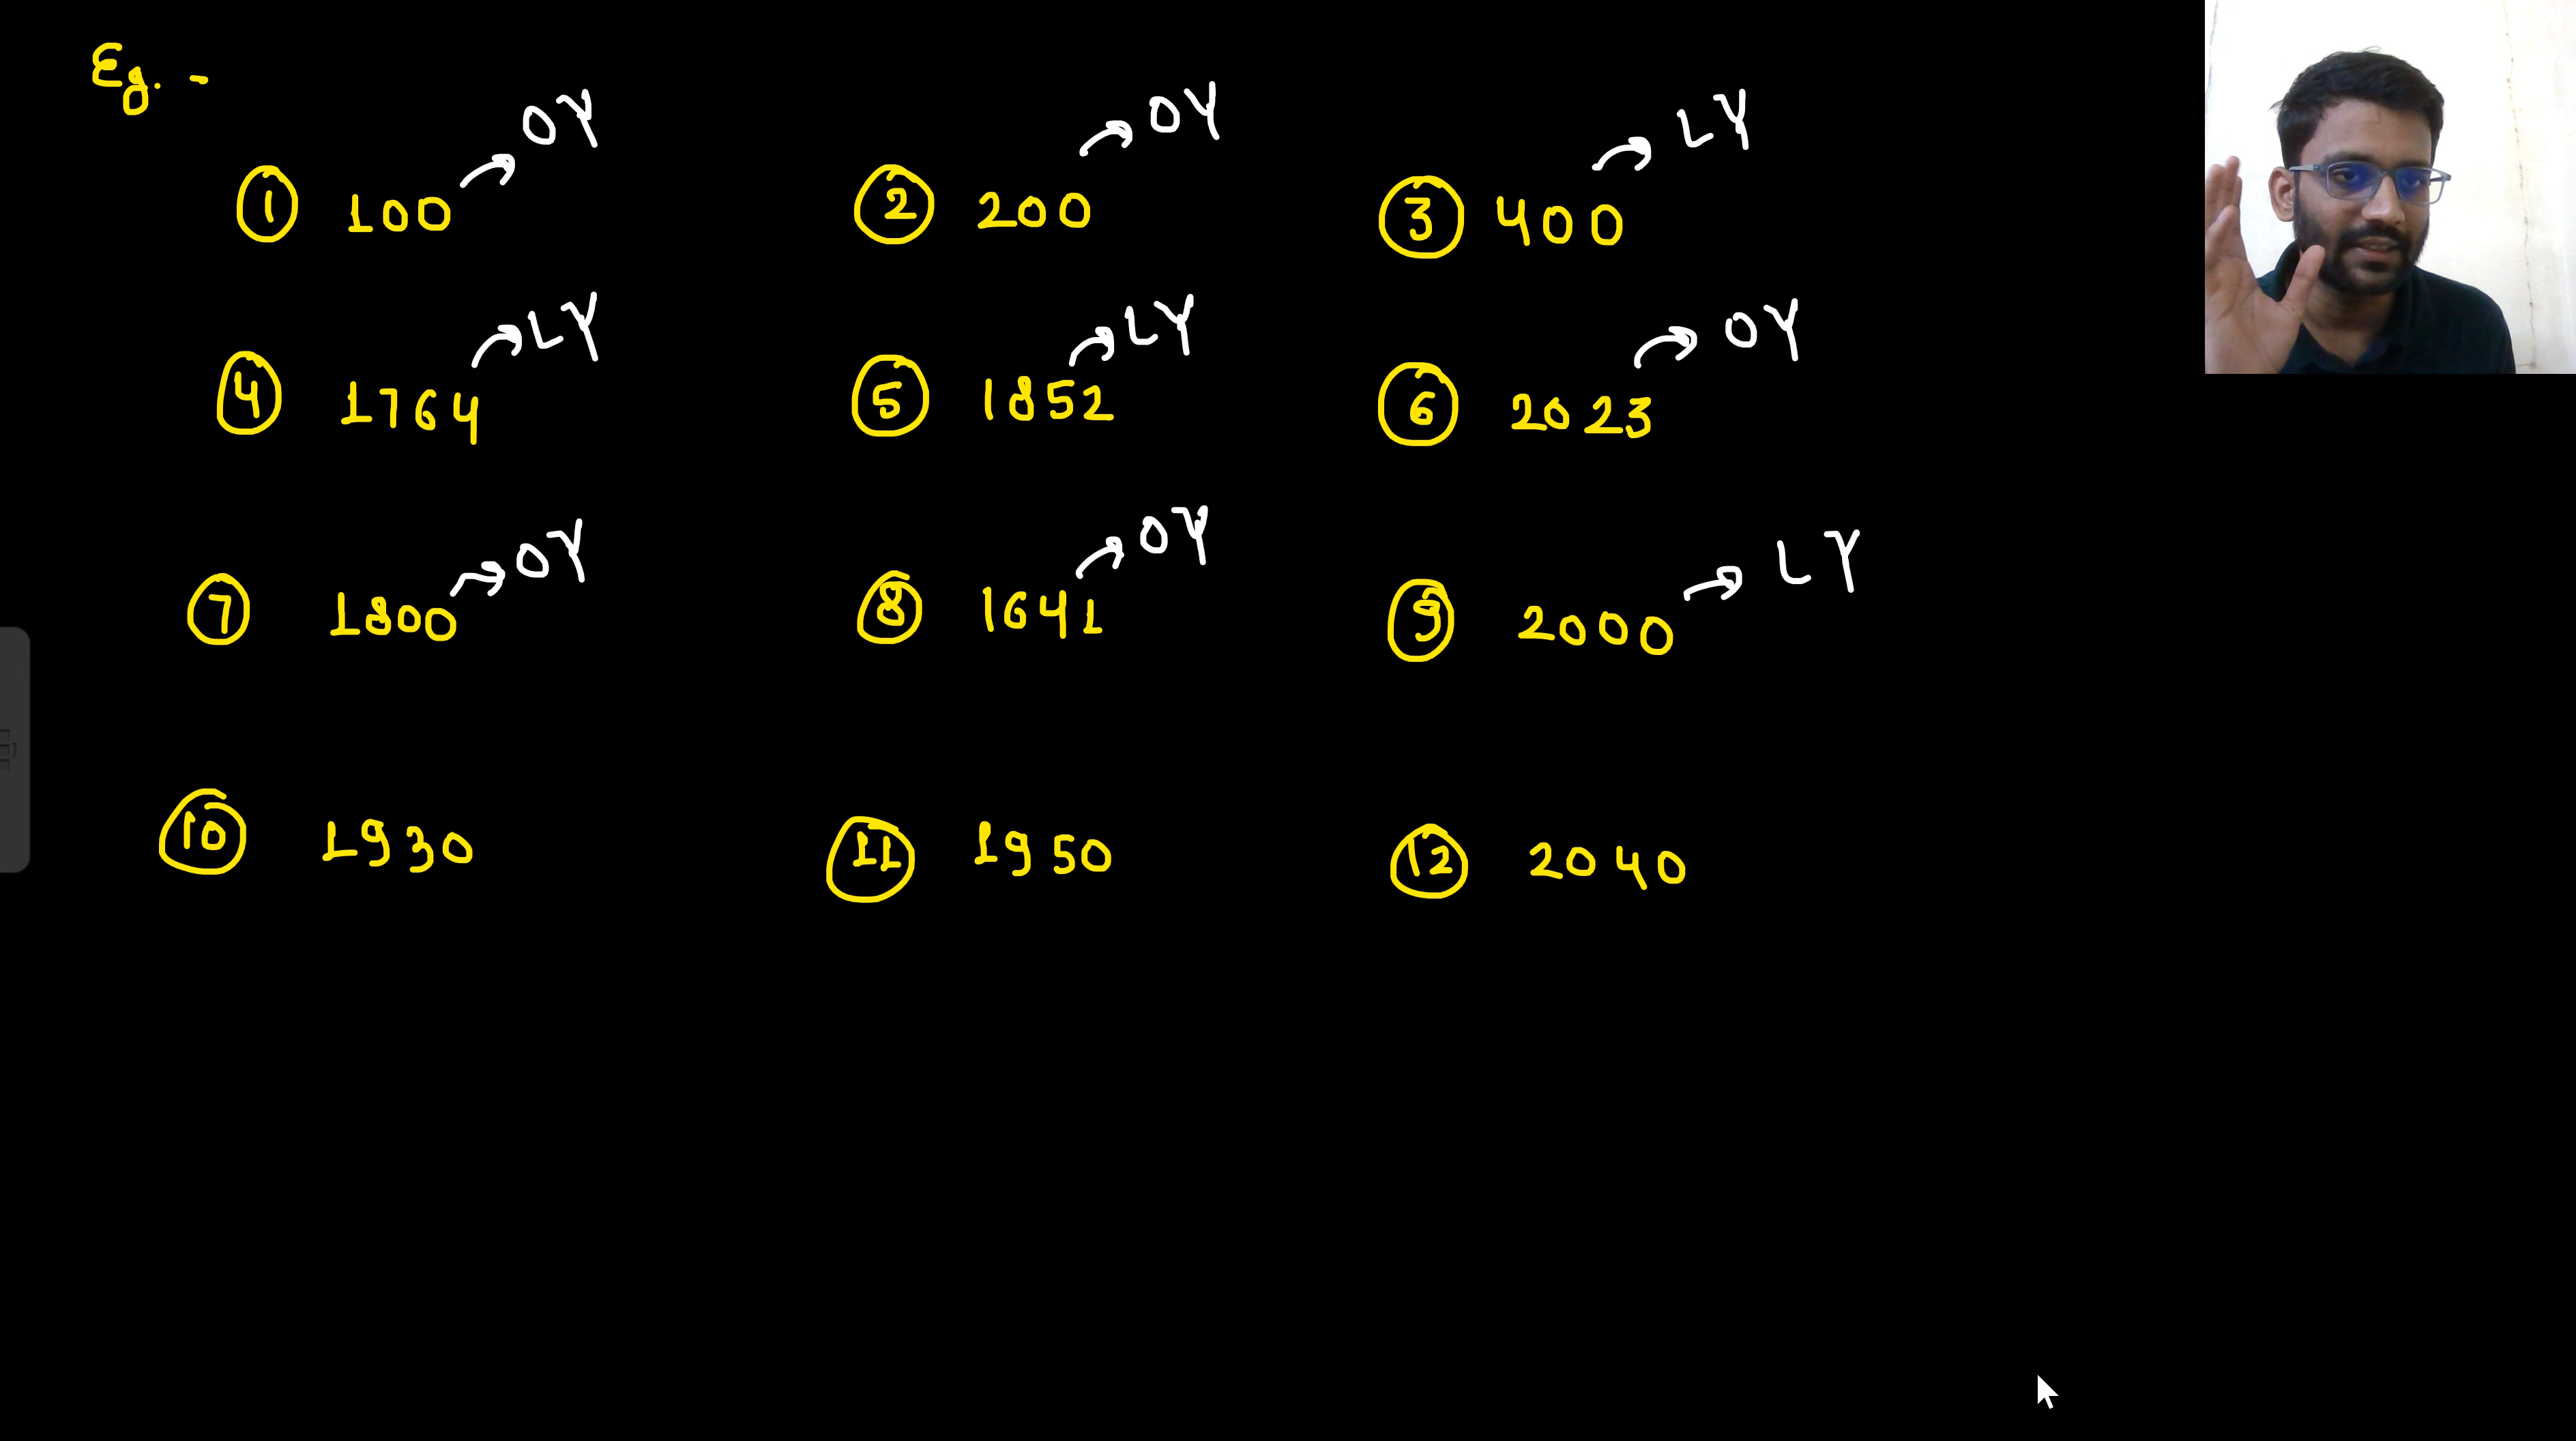 Eg. -
① 100 → OY ② 200 → OY ③ 400 → LY
④ 1764 → LY ⑤ 1852 → LY ⑥ 2023 → OY
⑦ 1800 → OY ⑧ 1641 → OY ⑨ 2000 → LY
⑩ 1930 ⑪ 1950 ⑫ 2040